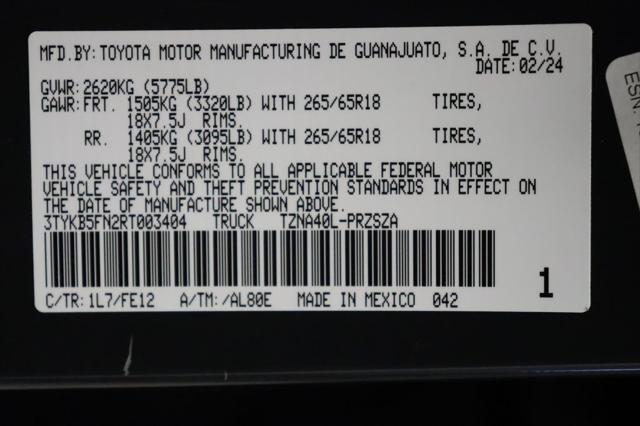 MFD.BY:TOYOTA MOTOR MANUFACTURING DE GUANAJUATO, S.A. DE C.V.
DATE:02/24
GVWR:2620KG (5775LB)
GAWR:FRT. 1505KG (3320LB) WITH 265/65R18 TIRES,
18X7.5J RIMS.
RR. 1405KG (3095LB) WITH 265/65R18 TIRES,
18X7.5J RIMS.
THIS VEHICLE CONFORMS TO ALL APPLICABLE FEDERAL MOTOR
VEHICLE SAFETY AND THEFT PREVENTION STANDARDS IN EFFECT ON
THE DATE OF MANUFACTURE SHOWN ABOVE.
3TYKB5FN2RT003404 TRUCK TZNA40L-PRZSZA
C/TR:1L7/FE12 A/TM:/AL80E MADE IN MEXICO 042
1
ESN: